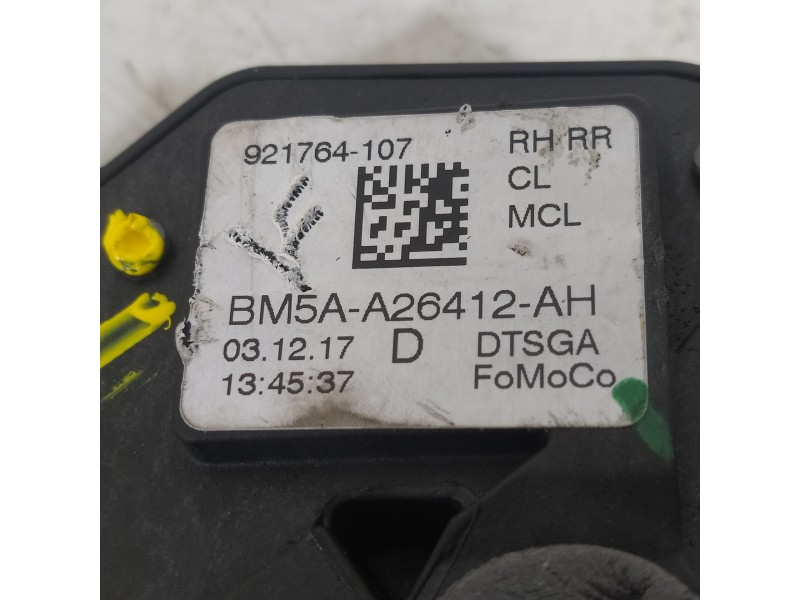 921764-107 RH RR
CL
MCL
BM5A-A26412-AH
03.12.17 D DTSGA
13:45:37 FoMoCo